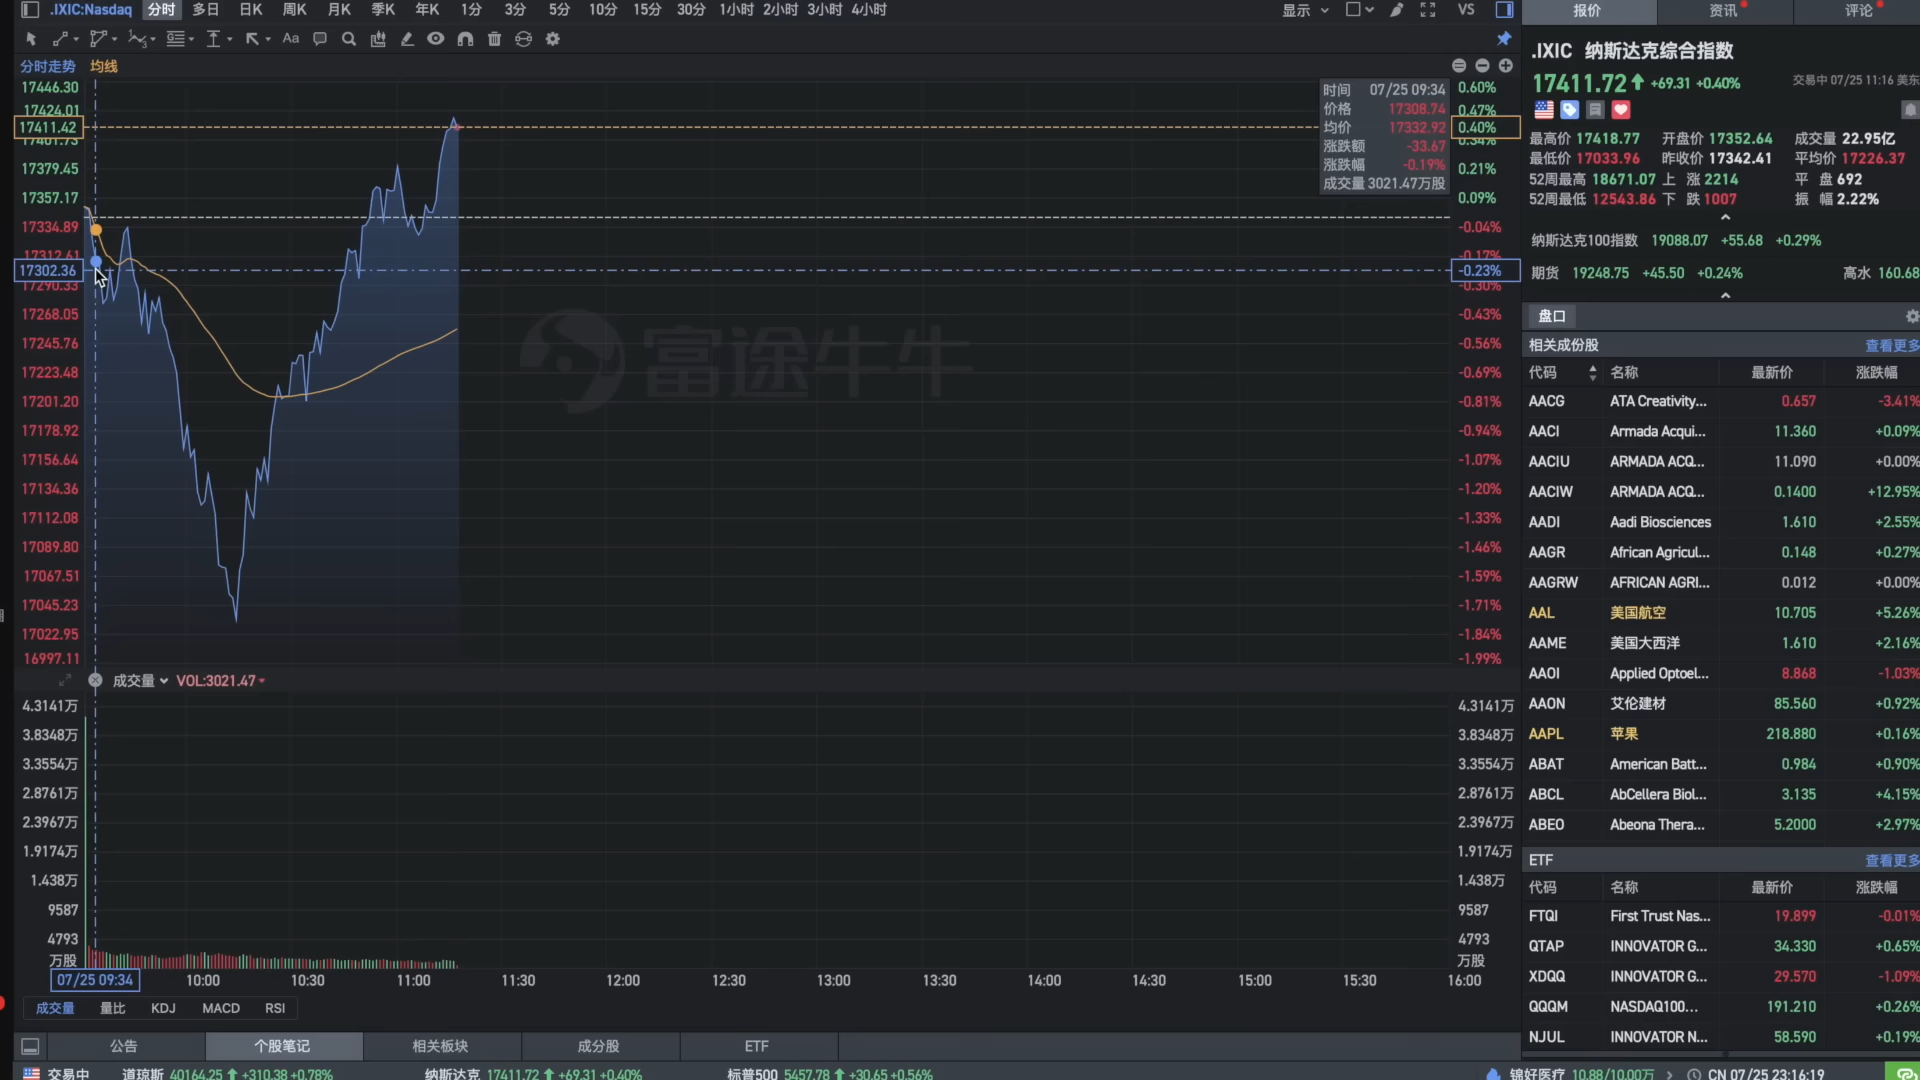 .IXIC:Nasdaq 分时 多日 日K 周K 月K 季K 年K 1分 3分 5分 10分 15分 30分 1小时 2小时 3小时 4小时 显示 VS
Aa
分时走势 均线
17446.30
17424.01
17411.42
17401.73
17379.45
17357.17
17334.89
17312.61
17302.36
17290.33
17268.05
17245.76
17223.48
17201.20
17178.92
17156.64
17134.36
17112.08
17089.80
17067.51
17045.23
17022.95
16997.11
时间 07/25 09:34
价格 17308.74
均价 17332.92
涨跌额 -33.67
涨跌幅 -0.19%
成交量 3021.47万股
0.60%
0.47%
0.40%
0.34%
0.21%
0.09%
-0.04%
-0.17%
-0.23%
-0.30%
-0.43%
-0.56%
-0.69%
-0.81%
-0.94%
-1.07%
-1.20%
-1.33%
-1.46%
-1.59%
-1.71%
-1.84%
-1.99%
富途牛牛
成交量 VOL:3021.47
4.3141万
3.8348万
3.3554万
2.8761万
2.3967万
1.9174万
1.438万
9587
4793
万股
4.3141万
3.8348万
3.3554万
2.8761万
2.3967万
1.9174万
1.438万
9587
4793
万股
07/25 09:34 10:00 10:30 11:00 11:30 12:00 12:30 13:00 13:30 14:00 14:30 15:00 15:30 16:00
成交量 量比 KDJ MACD RSI
公告 个股笔记 相关板块 成分股 ETF
交易中 道琼斯 40164.25 +310.38 +0.78% 纳斯达克 17411.72 +69.31 +0.40% 标普500 5457.78 +30.65 +0.56% 锦好医疗 10.88/10.00万 CN 07/25 23:16:19
报价 资讯 评论
.IXIC 纳斯达克综合指数
17411.72 +69.31 +0.40% 交易中 07/25 11:16 美东
最高价 17418.77 开盘价 17352.64 成交量 22.95亿
最低价 17033.96 昨收价 17342.41 平均价 17226.37
52周最高 18671.07 上 涨 2214 平 盘 692
52周最低 12543.86 下 跌 1007 振 幅 2.22%
纳斯达克100指数 19088.07 +55.68 +0.29%
期货 19248.75 +45.50 +0.24% 高水 160.68
盘口
相关成份股 查看更多
代码 名称 最新价 涨跌幅
AACG ATA Creativity... 0.657 -3.41%
AACI Armada Acqui... 11.360 +0.09%
AACIU ARMADA ACQ... 11.090 +0.00%
AACIW ARMADA ACQ... 0.1400 +12.95%
AADI Aadi Biosciences 1.610 +2.55%
AAGR African Agricul... 0.148 +0.27%
AAGRW AFRICAN AGRI... 0.012 +0.00%
AAL 美国航空 10.705 +5.26%
AAME 美国大西洋 1.610 +2.16%
AAOI Applied Optoel... 8.868 -1.03%
AAON 艾伦建材 85.560 +0.92%
AAPL 苹果 218.880 +0.16%
ABAT American Batt... 0.984 +0.90%
ABCL AbCellera Biol... 3.135 +4.15%
ABEO Abeona Thera... 5.2000 +2.97%
ETF 查看更多
代码 名称 最新价 涨跌幅
FTQI First Trust Nas... 19.899 -0.01%
QTAP INNOVATOR G... 34.330 +0.65%
XDQQ INNOVATOR G... 29.570 -1.09%
QQQM NASDAQ100... 191.210 +0.26%
NJUL INNOVATOR N... 58.590 +0.19%